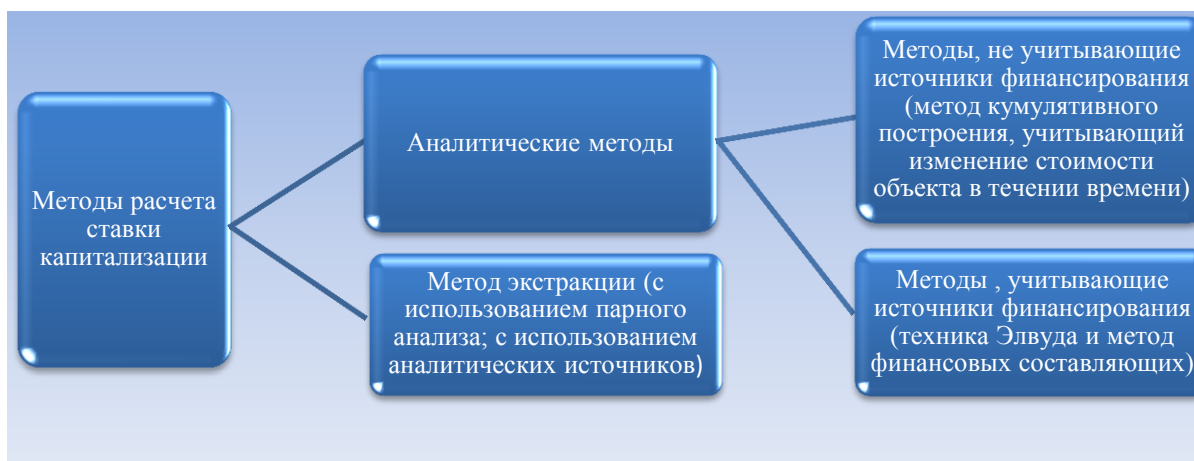 Методы расчета
ставки
капитализации
Аналитические методы
Метод экстракции (с
использованием парного
анализа; с использованием
аналитических источников)
Методы, не учитывающие
источники финансирования
(метод кумулятивного
построения, учитывающий
изменение стоимости
объекта в течении времени)
Методы , учитывающие
источники финансирования
(техника Элвуда и метод
финансовых составляющих)